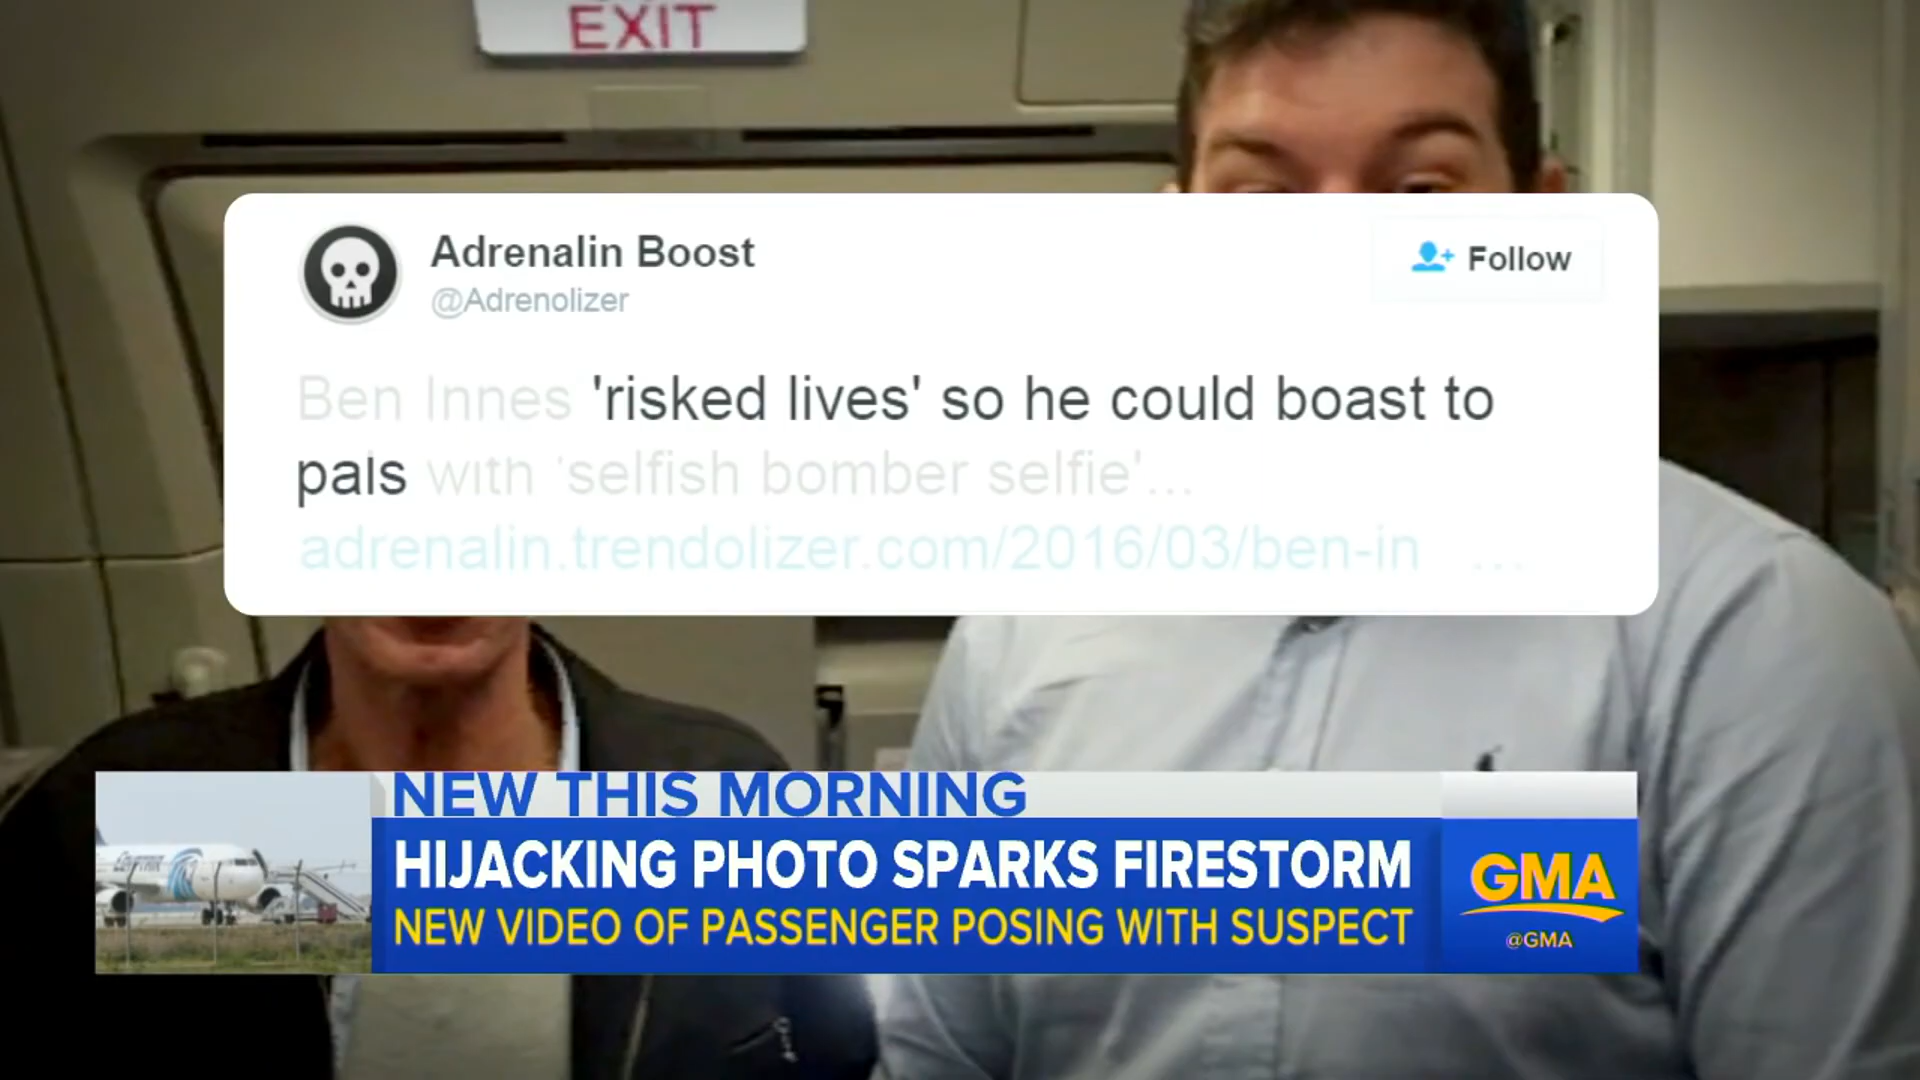 EXIT
Adrenalin Boost
@Adrenolizer
Follow
Ben Innes 'risked lives' so he could boast to
pals with 'selfish bomber selfie'...
adrenalin.trendolizer.com/2016/03/ben-in ...
NEW THIS MORNING
HIJACKING PHOTO SPARKS FIRESTORM
NEW VIDEO OF PASSENGER POSING WITH SUSPECT
EGYPTAIR
GMA
@GMA